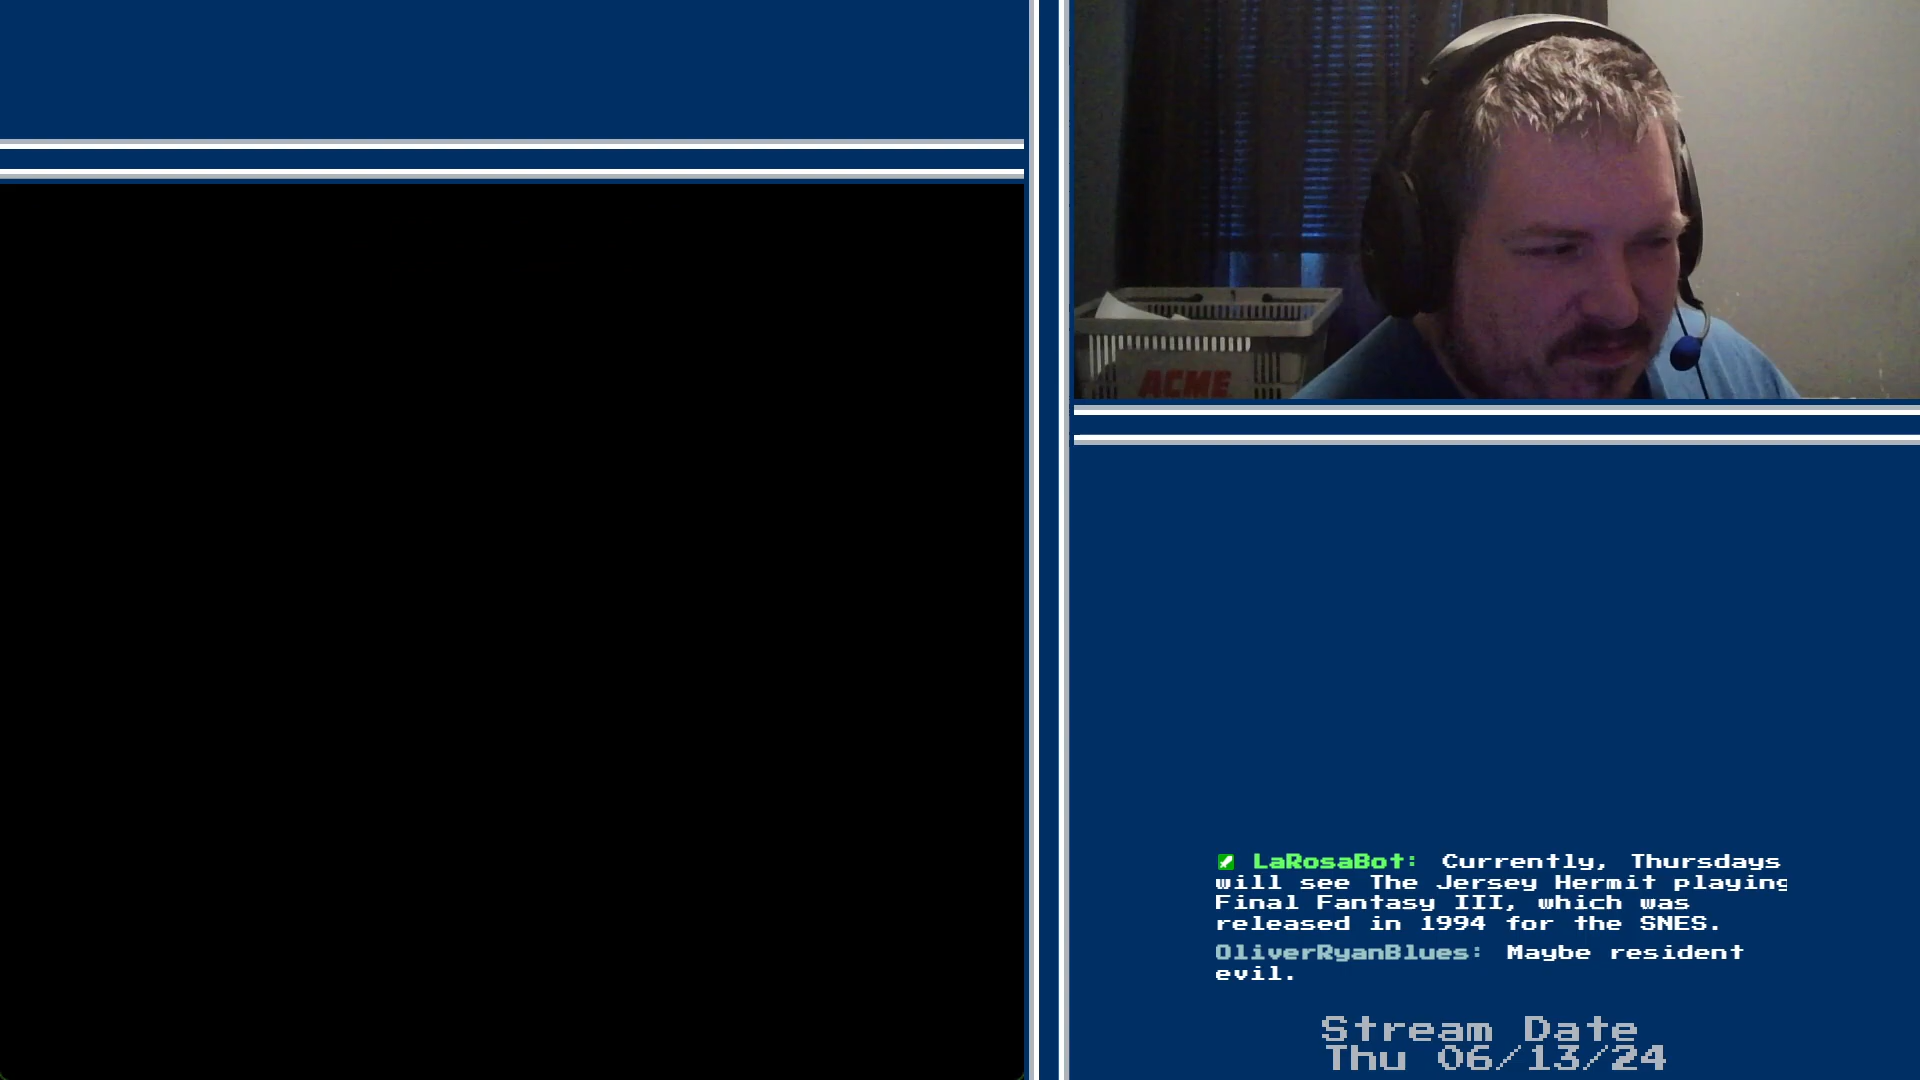 ACME
LaRosaBot: Currently, Thursdays
will see The Jersey Hermit playing
Final Fantasy III, which was
released in 1994 for the SNES.
OliverRyanBlues: Maybe resident
evil.
Stream Date
Thu 06/13/24